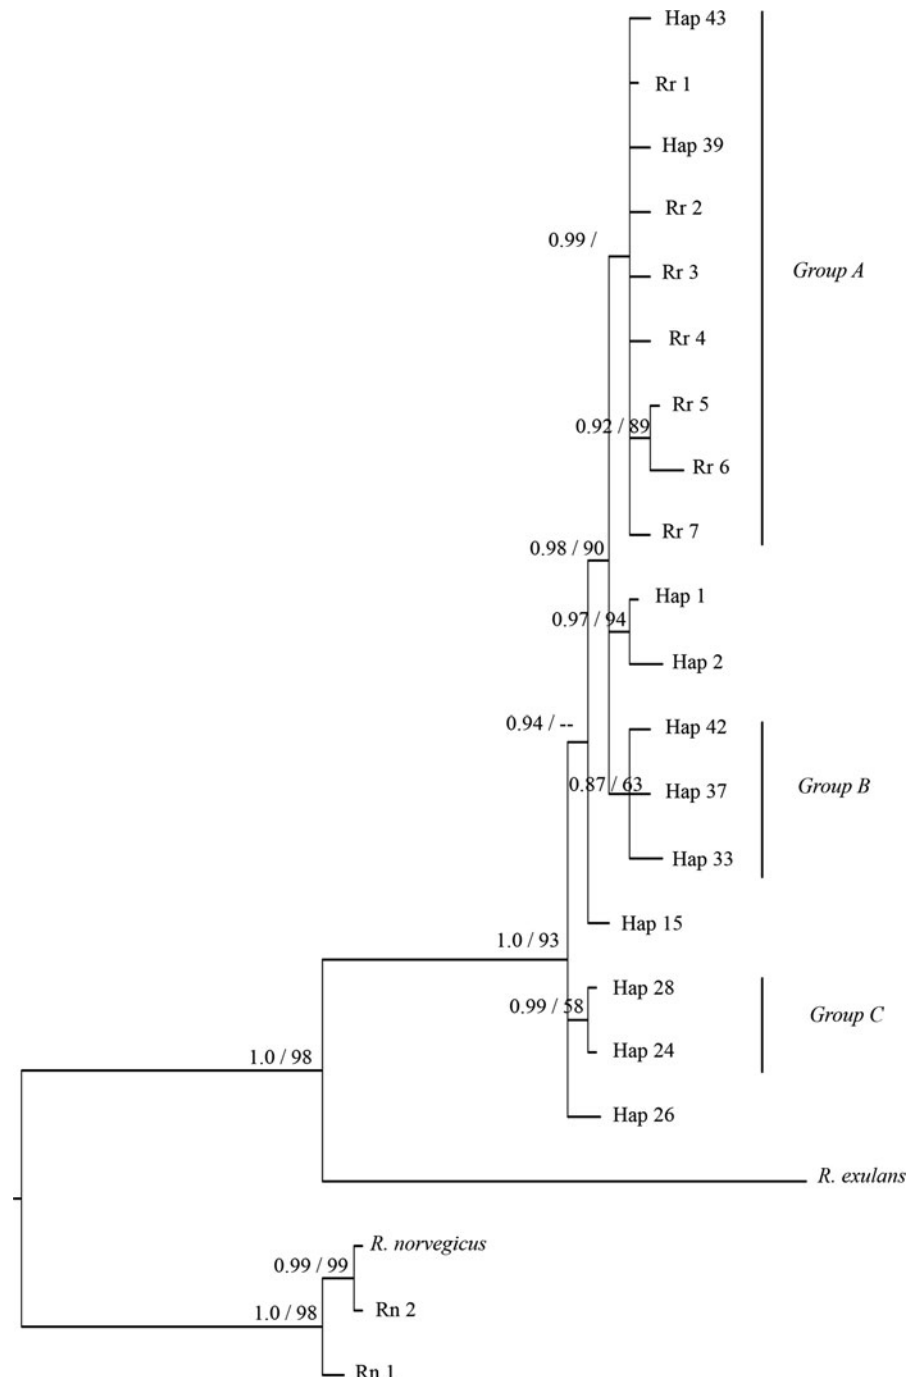 Hap 43
Rr 1
Hap 39
Rr 2
0.99 /
Rr 3
Group A
Rr 4
Rr 5
0.92 / 89
Rr 6
Rr 7
0.98 / 90
Hap 1
0.97 / 94
Hap 2
0.94 / --
Hap 42
0.87 / 63
Hap 37
Group B
Hap 33
Hap 15
1.0 / 93
Hap 28
0.99 / 58
Group C
Hap 24
1.0 / 98
Hap 26
R. exulans
R. norvegicus
0.99 / 99
Rn 2
1.0 / 98
Rn 1